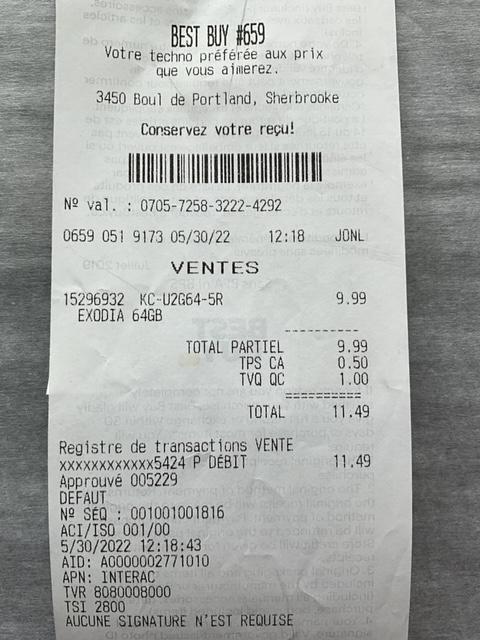 BEST BUY #659
Votre techno préférée aux prix
que vous aimerez.
3450 Boul de Portland, Sherbrooke
Conservez votre reçu!
Nº val. : 0705-7258-3222-4292
0659 051 9173 05/30/22 12:18 JONL
VENTES
15296932 KC-U2G64-5R 9.99
EXODIA 64GB
TOTAL PARTIEL 9.99
TPS CA 0.50
TVQ QC 1.00
TOTAL 11.49
Registre de transactions VENTE
xxxxxxxxxxxx5424 P DÉBIT 11.49
Approuvé 005229
DEFAUT
Nº SÉQ : 001001001816
ACI/ISO 001/00
5/30/2022 12:18:43
AID: A0000002771010
APN: INTERAC
TVR 8080008000
TSI 2800
AUCUNE SIGNATURE N'EST REQUISE